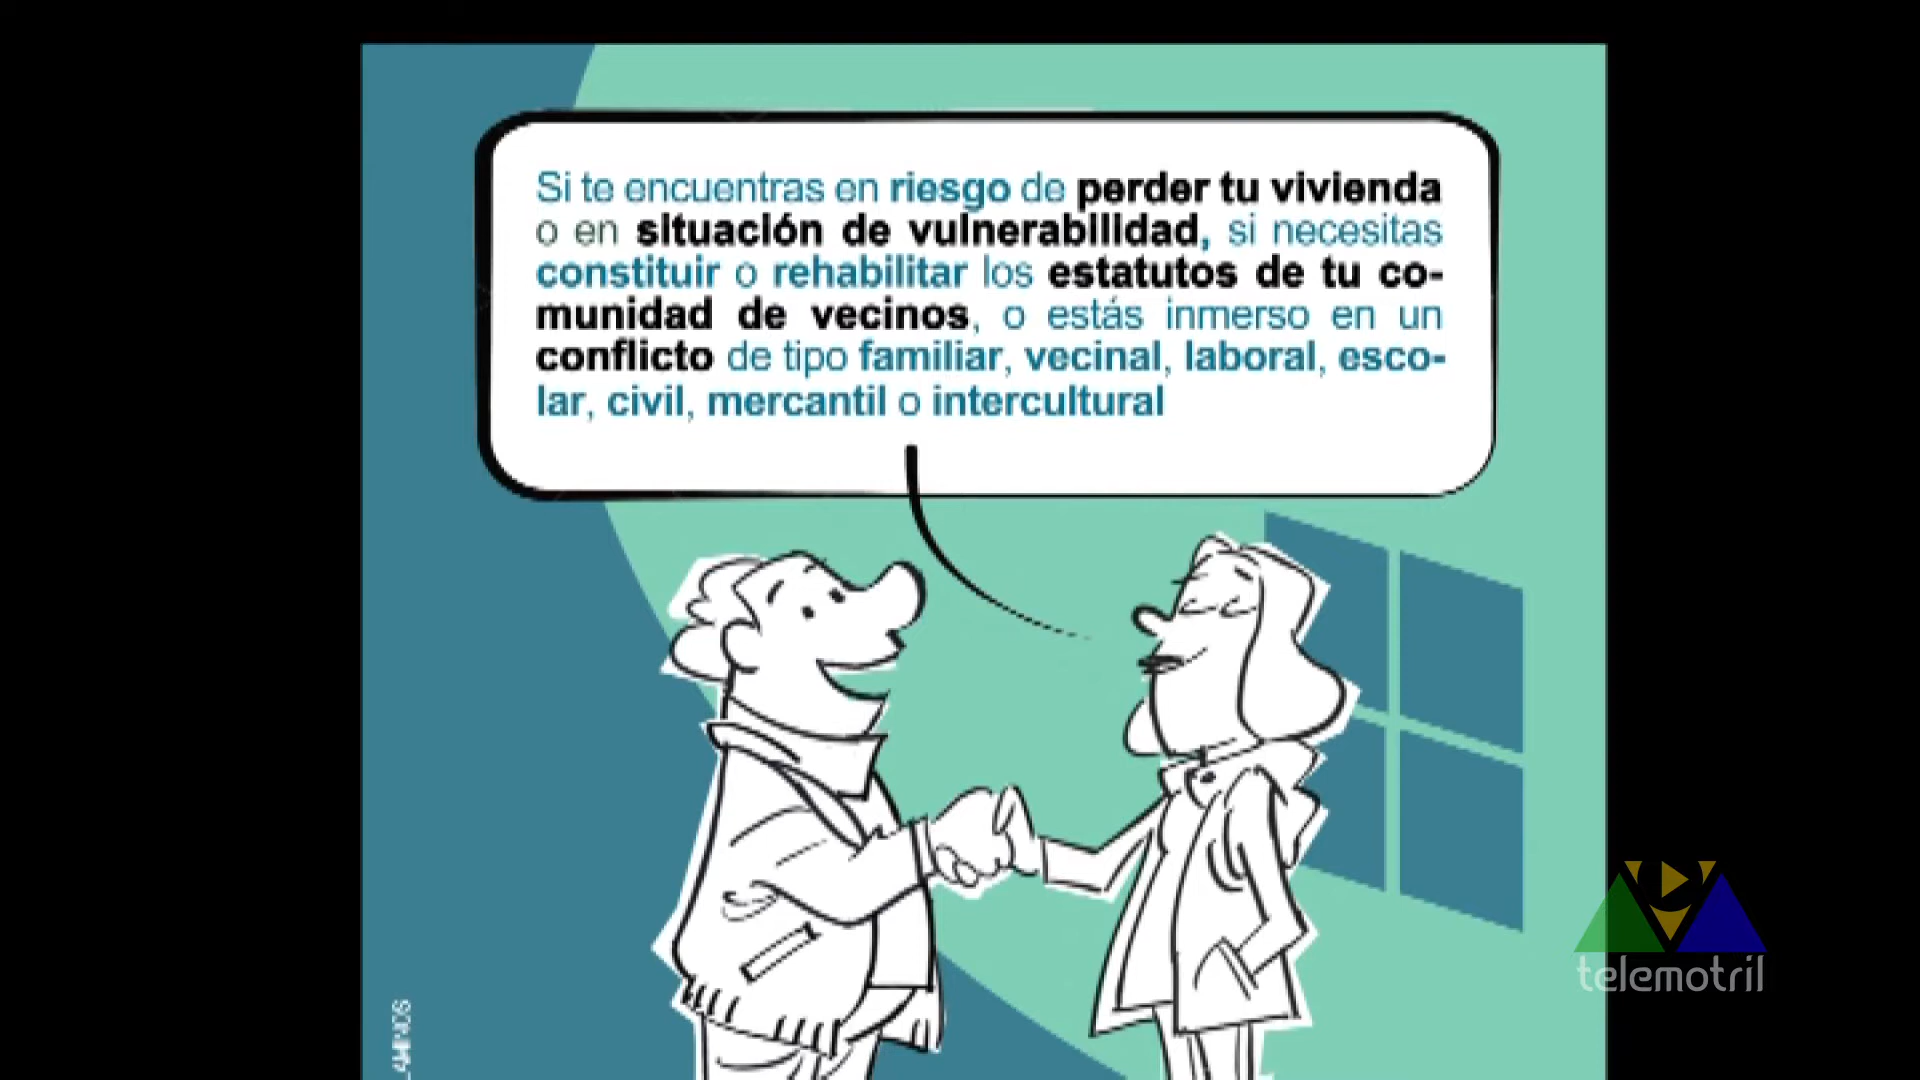 Si te encuentras en riesgo de perder tu vivienda
o en situación de vulnerabilidad, si necesitas
constituir o rehabilitar los estatutos de tu co-
munidad de vecinos, o estás inmerso en un
conflicto de tipo familiar, vecinal, laboral, esco-
lar, civil, mercantil o intercultural
telemotril